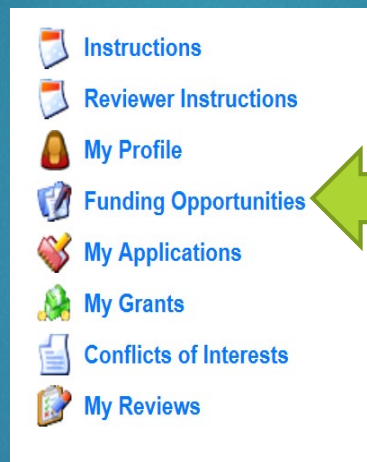 Instructions
Reviewer Instructions
My Profile
Funding Opportunities
My Applications
My Grants
Conflicts of Interests
My Reviews